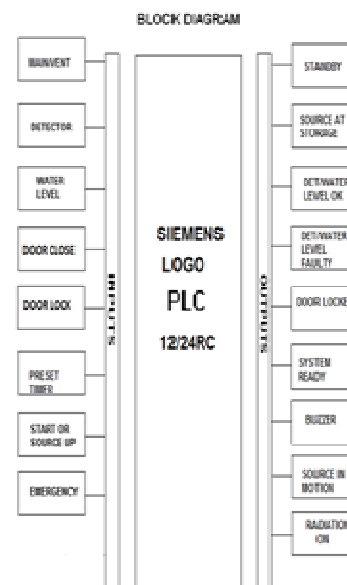 BLOCK DIAGRAM
MAINVENT
DETECTOR
WATER
LEVEL
DOOR CLOSE
DOOR LOCK
PRESET
TIMER
START OR
SOURCE UP
EMERGENCY
INPUTS
SIEMENS
LOGO
PLC
12/24RC
OUTPUTS
STANDBY
SOURCE AT
STORAGE
DET/WATER
LEWEL OK
DET/WATER
LEVEL
FAULTY
DOOR LOCKE
SYSTEM
READY
BUZZER
SOURCE IN
MOTION
RADIATION
ON